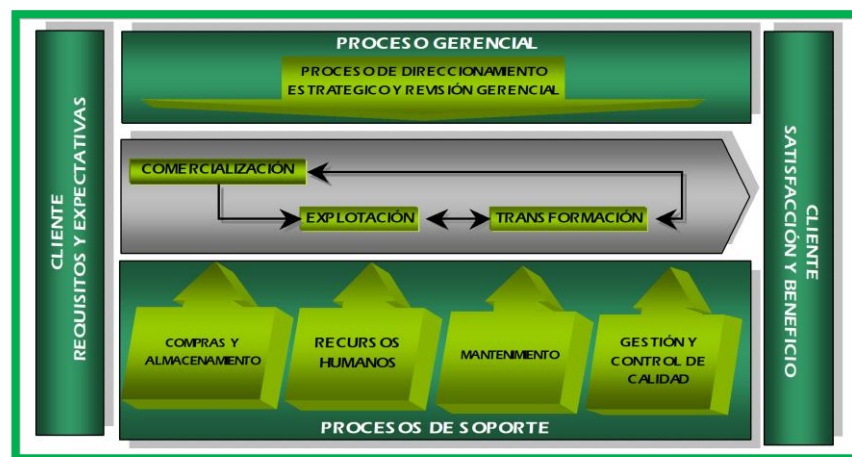 CLIENTE
REQUISITOS Y EXPECTATIVAS
PROCESO GERENCIAL
PROCESO DE DIRECCIONAMIENTO
ESTRATEGICO Y REVISIÓN GERENCIAL
COMERCIALIZACIÓN
EXPLOTACIÓN
TRANSFORMACIÓN
COMPRAS Y
ALMACENAMIENTO
RECURSOS
HUMANOS
MANTENIMIENTO
GESTIÓN Y
CONTROL DE
CALIDAD
PROCESOS DE SOPORTE
CLIENTE
SATISFACCIÓN Y BENEFICIO